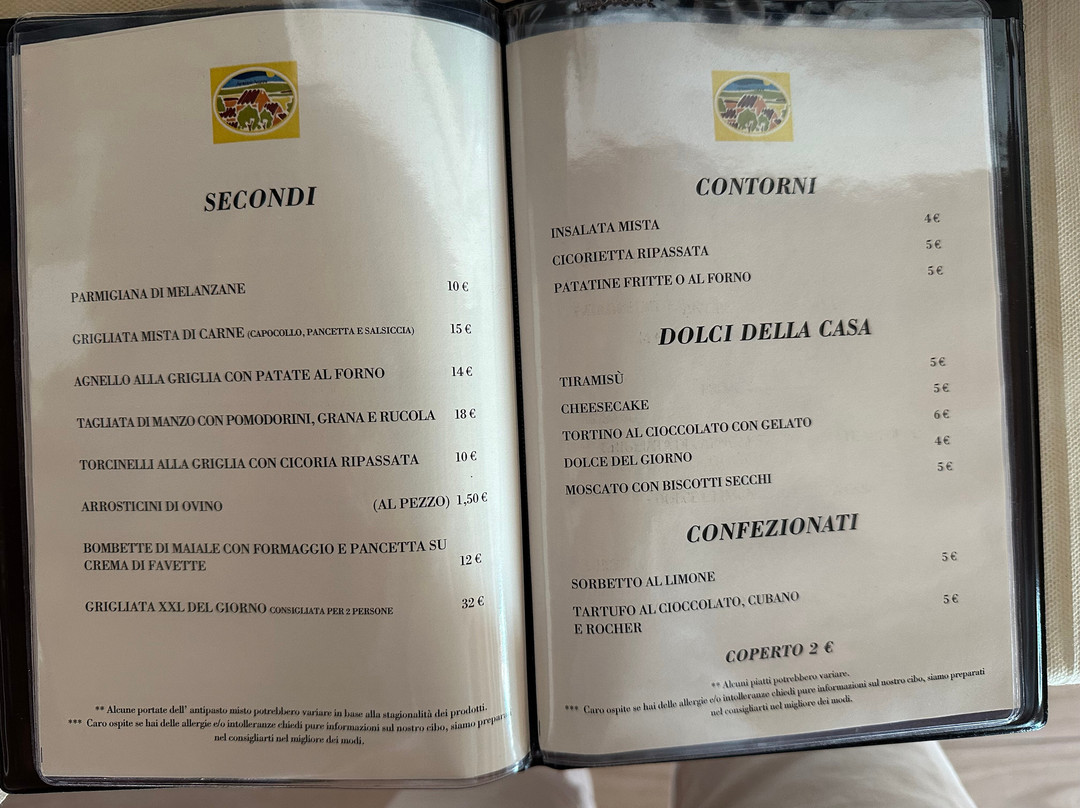 SECONDI
PARMIGIANA DI MELANZANE 10 €
GRIGLIATA MISTA DI CARNE (CAPOCOLLO, PANCETTA E SALSICCIA) 15 €
AGNELLO ALLA GRIGLIA CON PATATE AL FORNO 14 €
TAGLIATA DI MANZO CON POMODORINI, GRANA E RUCOLA 18 €
TORCINELLI ALLA GRIGLIA CON CICORIA RIPASSATA 10 €
ARROSTICINI DI OVINO (AL PEZZO) 1,50 €
BOMBETTE DI MAIALE CON FORMAGGIO E PANCETTA SU
CREMA DI FAVETTE 12 €
GRIGLIATA XXL DEL GIORNO CONSIGLIATA PER 2 PERSONE 32 €
** Alcune portate dell' antipasto misto potrebbero variare in base alla stagionalità dei prodotti.
*** Caro ospite se hai delle allergie e/o intolleranze chiedi pure informazioni sul nostro cibo, siamo prepara
nel consigliarti nel migliore dei modi.
CONTORNI
INSALATA MISTA 4€
CICORIETTA RIPASSATA 5€
PATATINE FRITTE O AL FORNO 5€
DOLCI DELLA CASA
TIRAMISÙ 5€
CHEESECAKE 5€
TORTINO AL CIOCCOLATO CON GELATO 6€
DOLCE DEL GIORNO 4€
MOSCATO CON BISCOTTI SECCHI 5€
CONFEZIONATI
SORBETTO AL LIMONE 5€
TARTUFO AL CIOCCOLATO, CUBANO 5€
E ROCHER
COPERTO 2 €
** Alcuni piatti potrebbero variare.
*** Caro ospite se hai delle allergie e/o intolleranze chiedi pure informazioni sul nostro cibo, siamo preparati
nel consigliarti nel migliore dei modi.